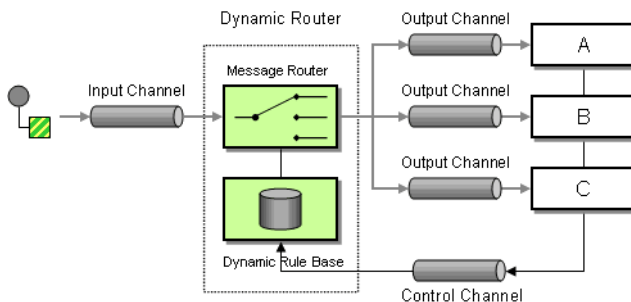 Dynamic Router
Output Channel
A
Input Channel
Message Router
Output Channel
B
Output Channel
C
Dynamic Rule Base
Control Channel